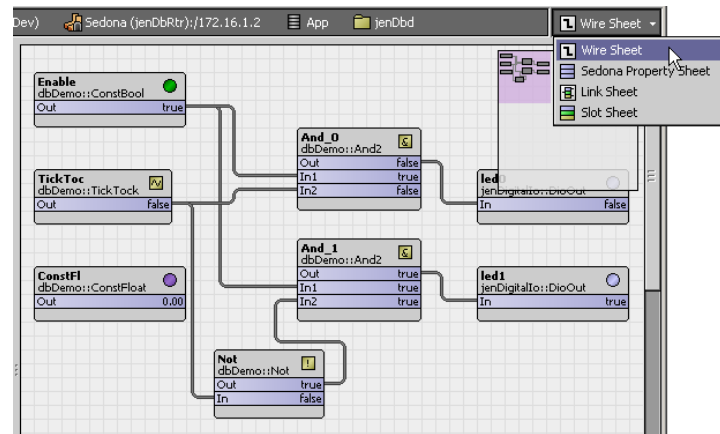 Dev) Sedona (jenDbRtr):/172.16.1.2 App jenDbd Wire Sheet
Wire Sheet
Sedona Property Sheet
Link Sheet
Slot Sheet
Enable
dbDemo::ConstBool
Out true
TickToc
dbDemo::TickTock
Out false
ConstFl
dbDemo::ConstFloat
Out 0.00
And_0
dbDemo::And2
&
Out false
In1 true
In2 false
And_1
dbDemo::And2
&
Out true
In1 true
In2 true
Not
dbDemo::Not
!
Out true
In false
led0
jenDigitalIo::DioOut
In false
led1
jenDigitalIo::DioOut
In true